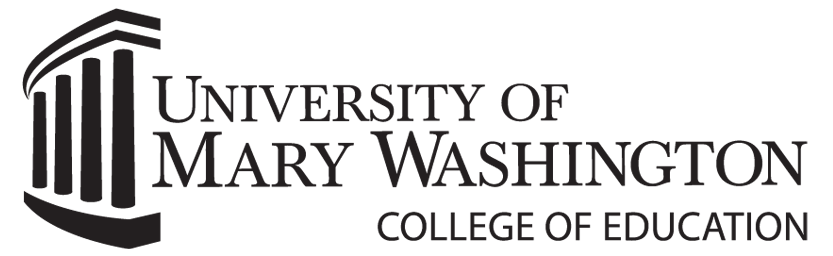 UNIVERSITY OF
MARY WASHINGTON
COLLEGE OF EDUCATION